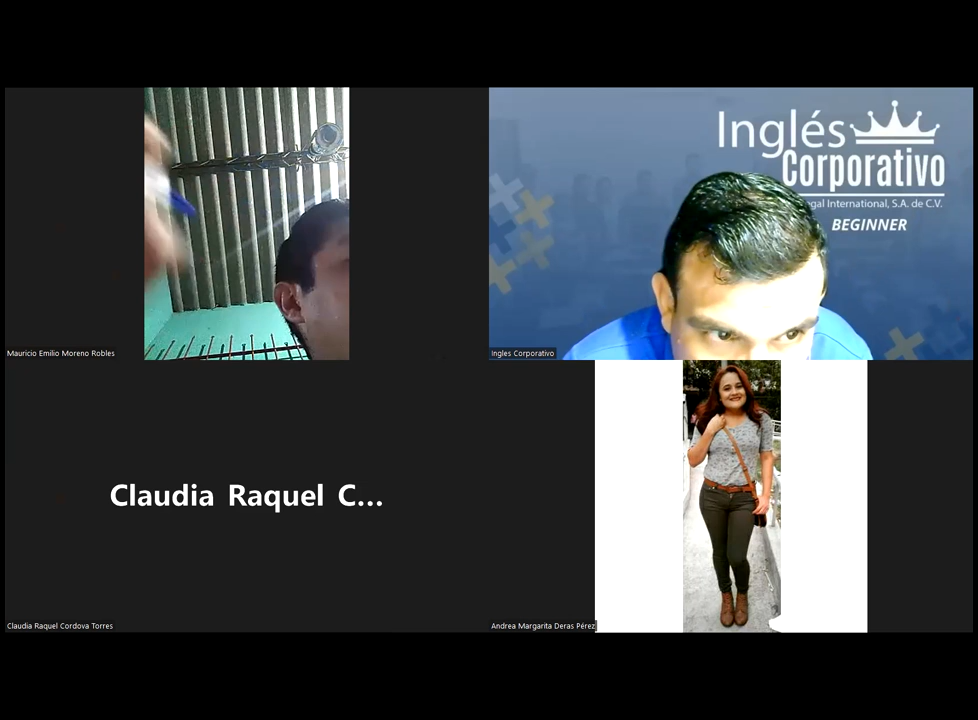 Inglés
Corporativo
egal International, S.A. de C.V.
BEGINNER
Mauricio Emilio Moreno Robles
Ingles Corporativo
Claudia Raquel C...
Claudia Raquel Cordova Torres
Andrea Margarita Deras Pérez